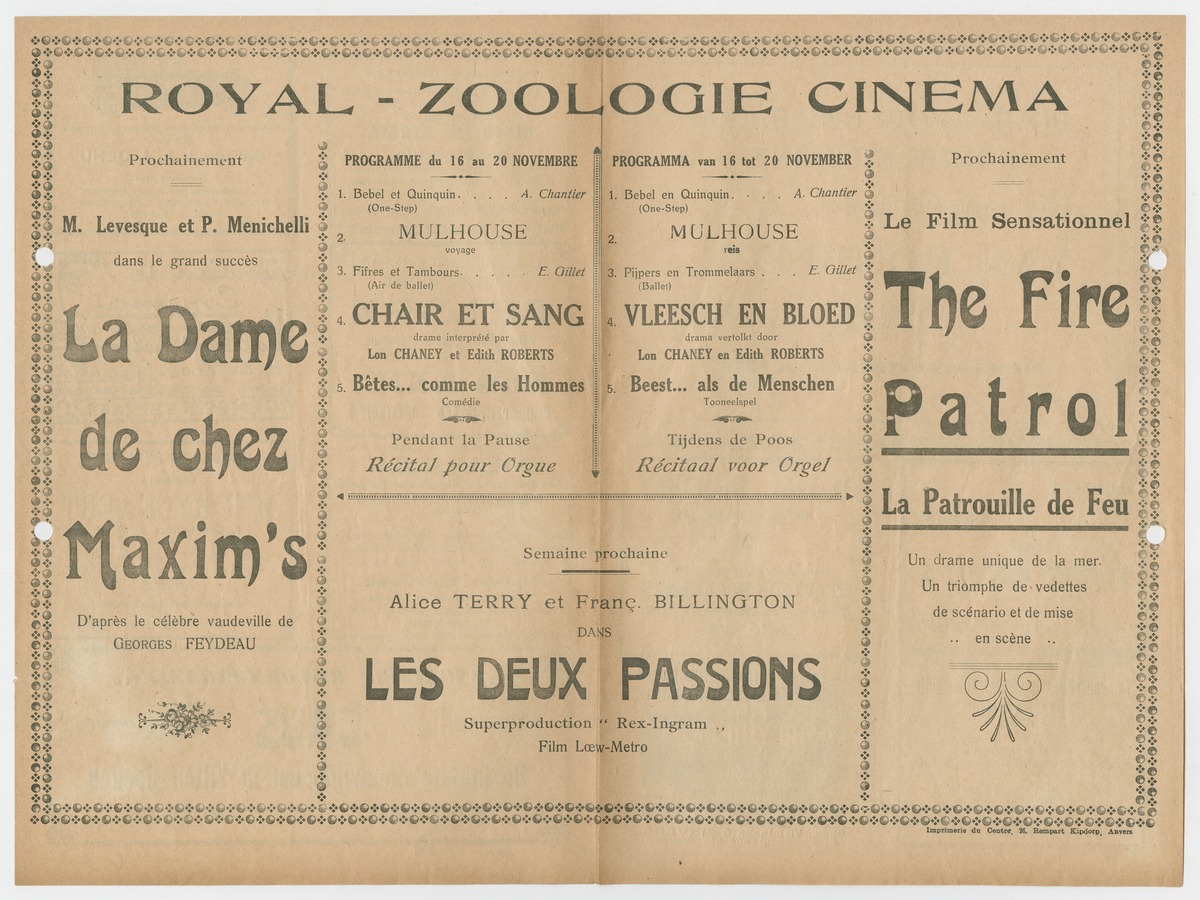 ROYAL - ZOOLOGIE CINEMA
Prochainement
M. Levesque et P. Menichelli
dans le grand succès
La Dame
de chez
Maxim's
D'après le célèbre vaudeville de
GEORGES FEYDEAU
PROGRAMME du 16 au 20 NOVEMBRE
1. Bebel et Quinquin. . . . A. Chantier
(One-Step)
2. MULHOUSE
voyage
3. Fifres et Tambours. . . . . E. Gillet
(Air de ballet)
4. CHAIR ET SANG
drame interprété par
Lon CHANEY et Edith ROBERTS
5. Bêtes... comme les Hommes
Comédie
Pendant la Pause
Récital pour Orgue
PROGRAMMA van 16 tot 20 NOVEMBER
1. Bebel en Quinquin. . . . A. Chantier
(One-Step)
2. MULHOUSE
reis
3. Pijpers en Trommelaars . . . E. Gillet
(Ballet)
4. VLEESCH EN BLOED
drama vertolkt door
Lon CHANEY en Edith ROBERTS
5. Beest... als de Menschen
Tooneelspel
Tijdens de Poos
Récitaal voor Orgel
Semaine prochaine
Alice TERRY et Franç. BILLINGTON
DANS
LES DEUX PASSIONS
Superproduction “ Rex-Ingram „
Film Lœw-Metro
Prochainement
Le Film Sensationnel
The Fire
Patrol
La Patrouille de Feu
Un drame unique de la mer.
Un triomphe de vedettes
de scénario et de mise
.. en scène ..
Imprimerie du Centre, 26, Rempart Kipdorp, Anvers